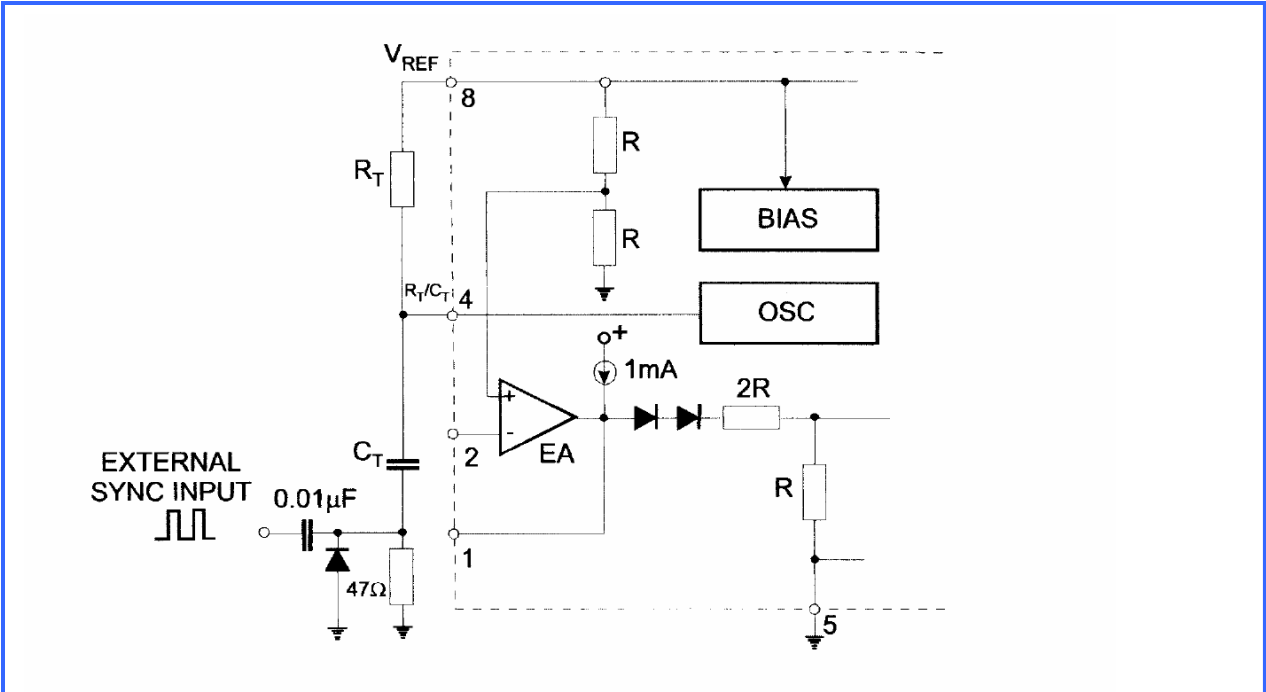 VREF
8
R
RT
BIAS
R
RT/CT
4
OSC
+
1mA
2R
+
-
EA
2
CT
EXTERNAL
SYNC INPUT
0.01µF
R
1
47Ω
5